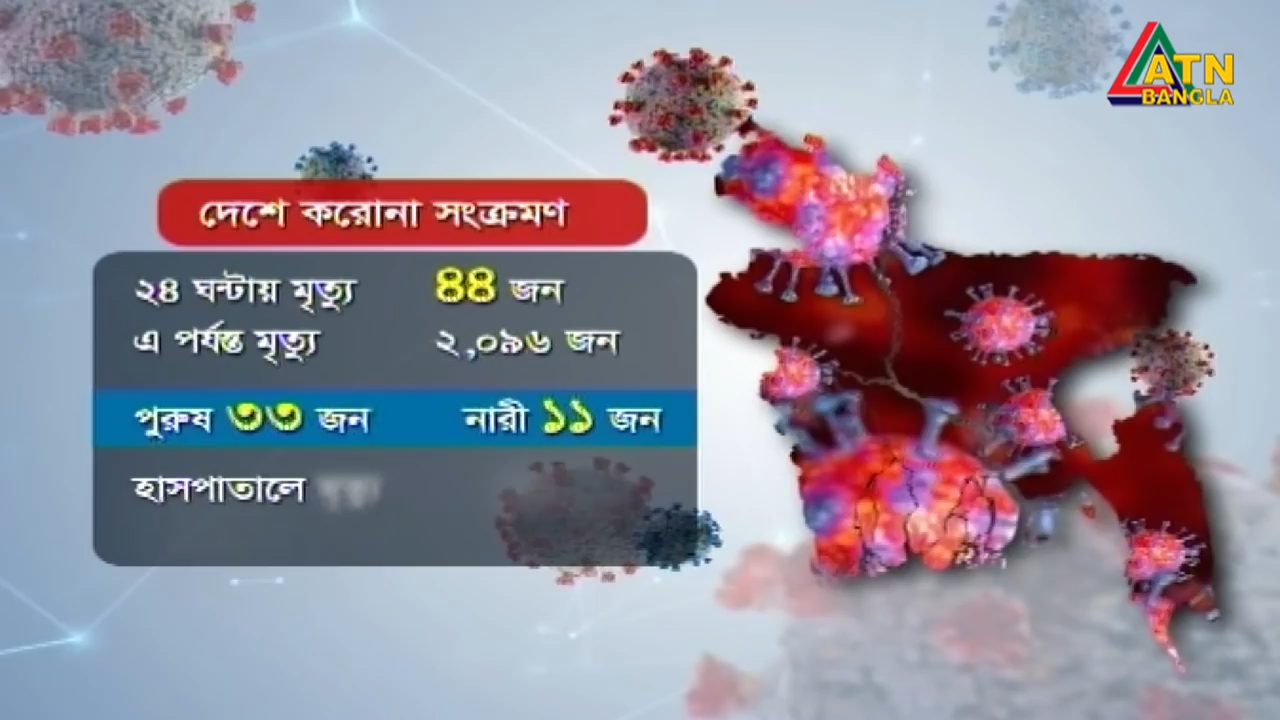 ATN
BANGLA
দেশে করোনা সংক্রমণ
২৪ ঘন্টায় মৃত্যু ৪৪ জন
এ পর্যন্ত মৃত্যু ২,০৯৬ জন
পুরুষ ৩৩ জন নারী ১১ জন
হাসপাতালে